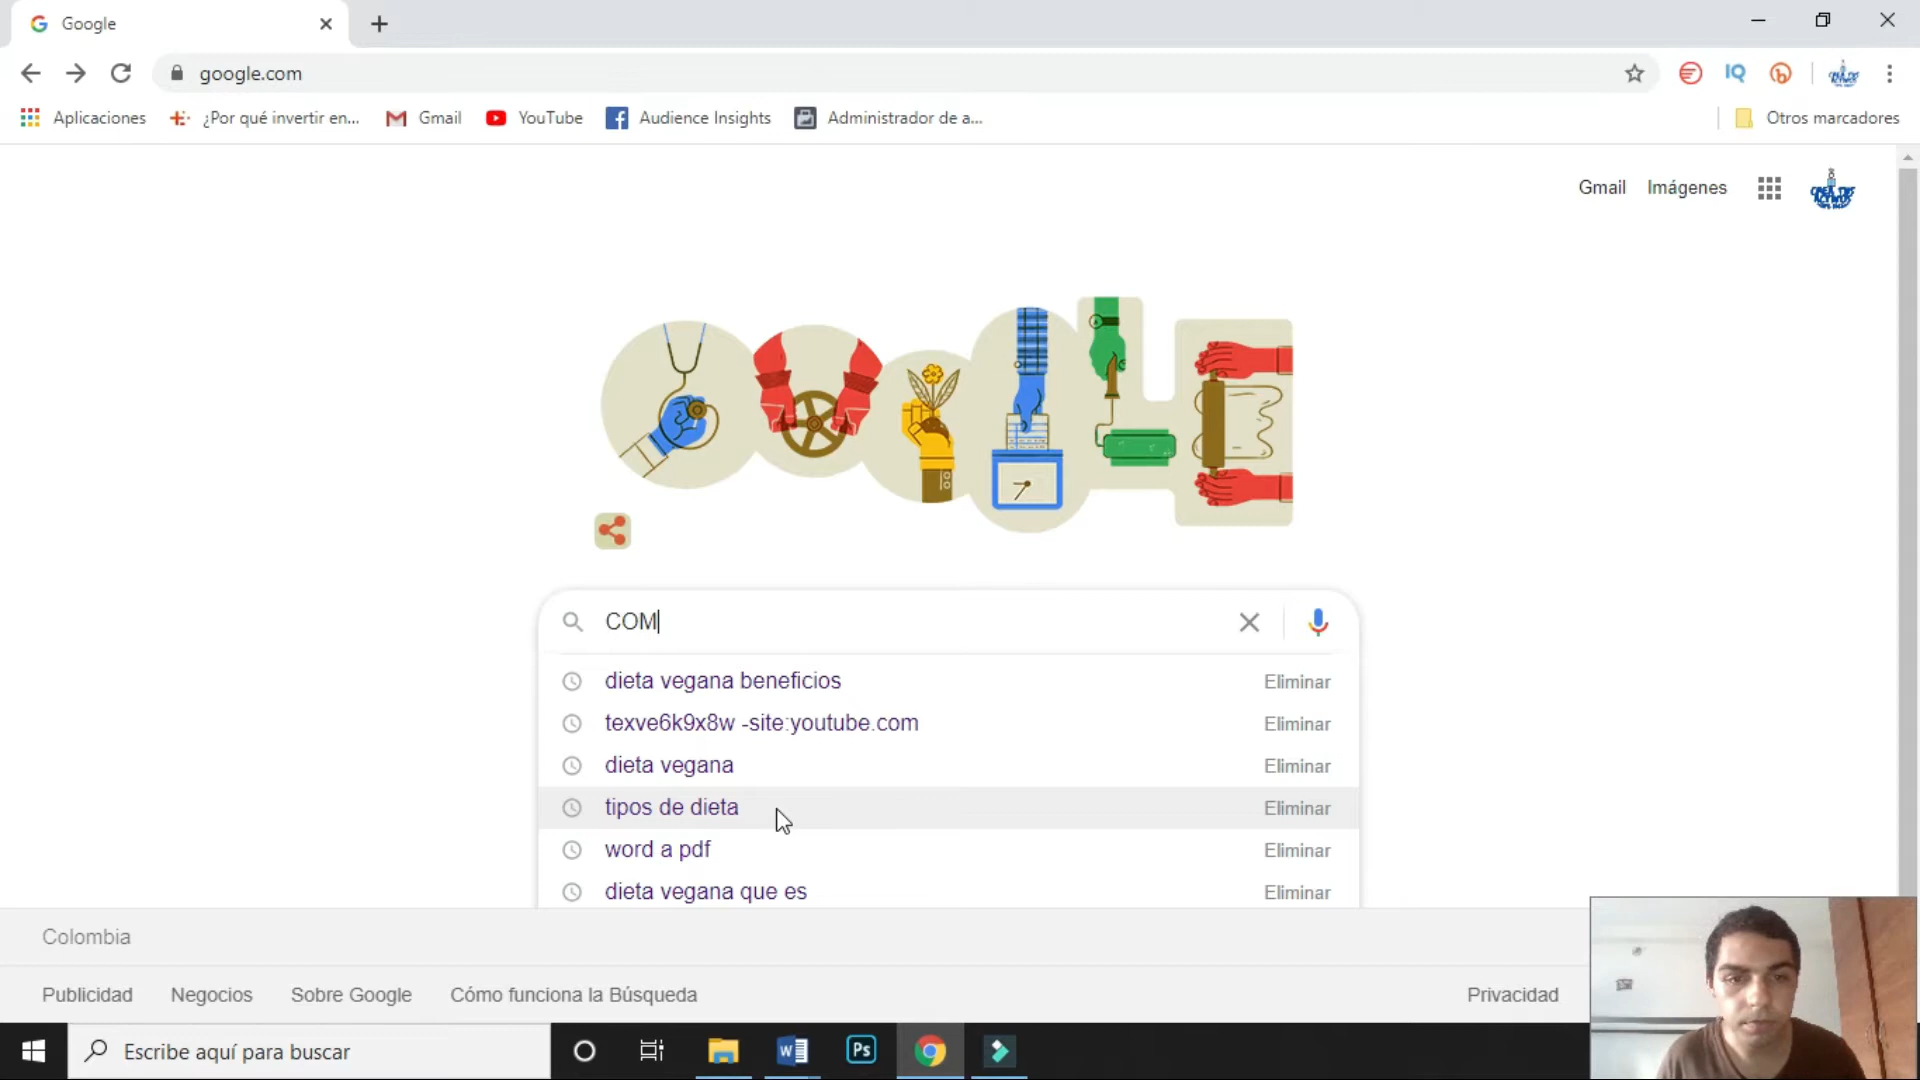 Google
google.com
Aplicaciones ¿Por qué invertir en... Gmail YouTube Audience Insights Administrador de a... Otros marcadores
Gmail Imágenes
COM
dieta vegana beneficios Eliminar
texve6k9x8w -site:youtube.com Eliminar
dieta vegana Eliminar
tipos de dieta Eliminar
word a pdf Eliminar
dieta vegana que es Eliminar
Colombia
Publicidad Negocios Sobre Google Cómo funciona la Búsqueda Privacidad
Escribe aquí para buscar